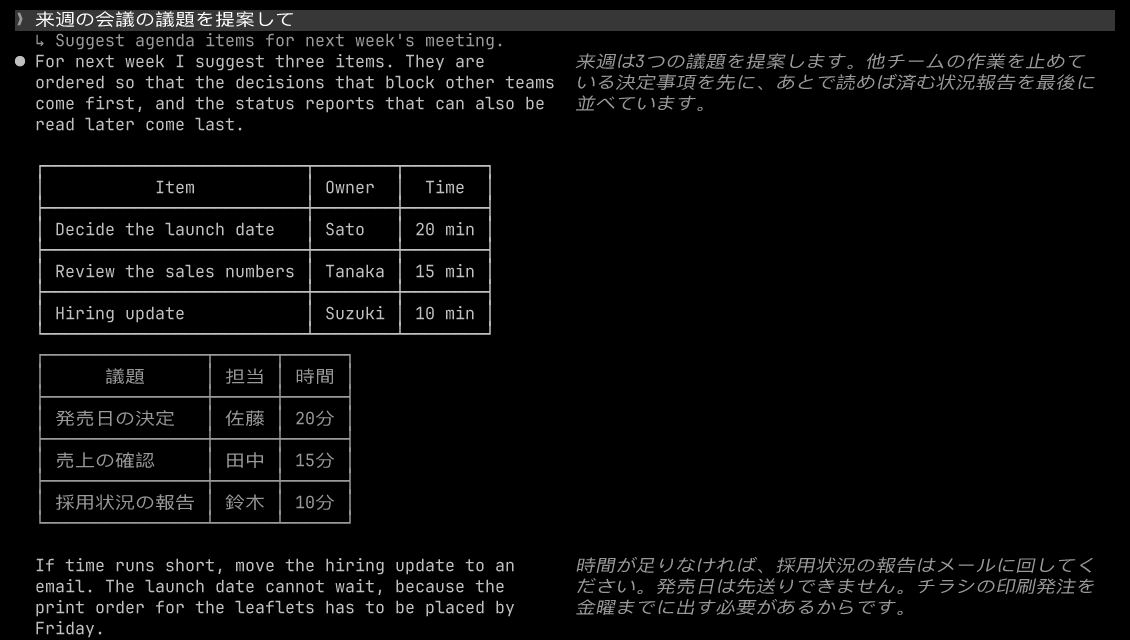 ❯ 来週の会議の議題を提案して
↳ Suggest agenda items for next week's meeting.
● For next week I suggest three items. They are
ordered so that the decisions that block other teams
come first, and the status reports that can also be
read later come last.
来週は3つの議題を提案します。他チームの作業を止めて
いる決定事項を先に、あとで読めば済む状況報告を最後に
並べています。
Item Owner Time
Decide the launch date Sato 20 min
Review the sales numbers Tanaka 15 min
Hiring update Suzuki 10 min
議題 担当 時間
発売日の決定 佐藤 20分
売上の確認 田中 15分
採用状況の報告 鈴木 10分
If time runs short, move the hiring update to an
email. The launch date cannot wait, because the
print order for the leaflets has to be placed by
Friday.
時間が足りなければ、採用状況の報告はメールに回してく
ださい。発売日は先送りできません。チラシの印刷発注を
金曜までに出す必要があるからです。